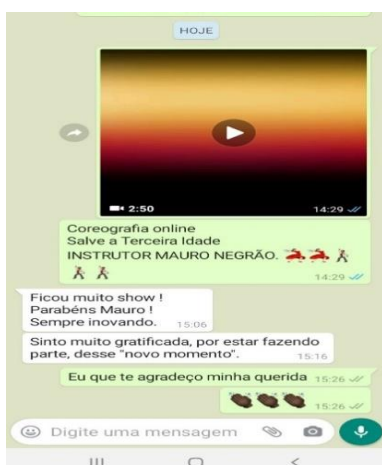 HOJE
2:50
14:29
Coreografia online
Salve a Terceira Idade
INSTRUTOR MAURO NEGRÃO. 💃💃🚶
🚶🚶
14:29
Ficou muito show !
Parabéns Mauro !
Sempre inovando. 15:06
Sinto muito gratificada, por estar fazendo
parte, desse "novo momento". 15:16
Eu que te agradeço minha querida 15:26
👏🏿👏🏿👏🏿 15:26
Digite uma mensagem